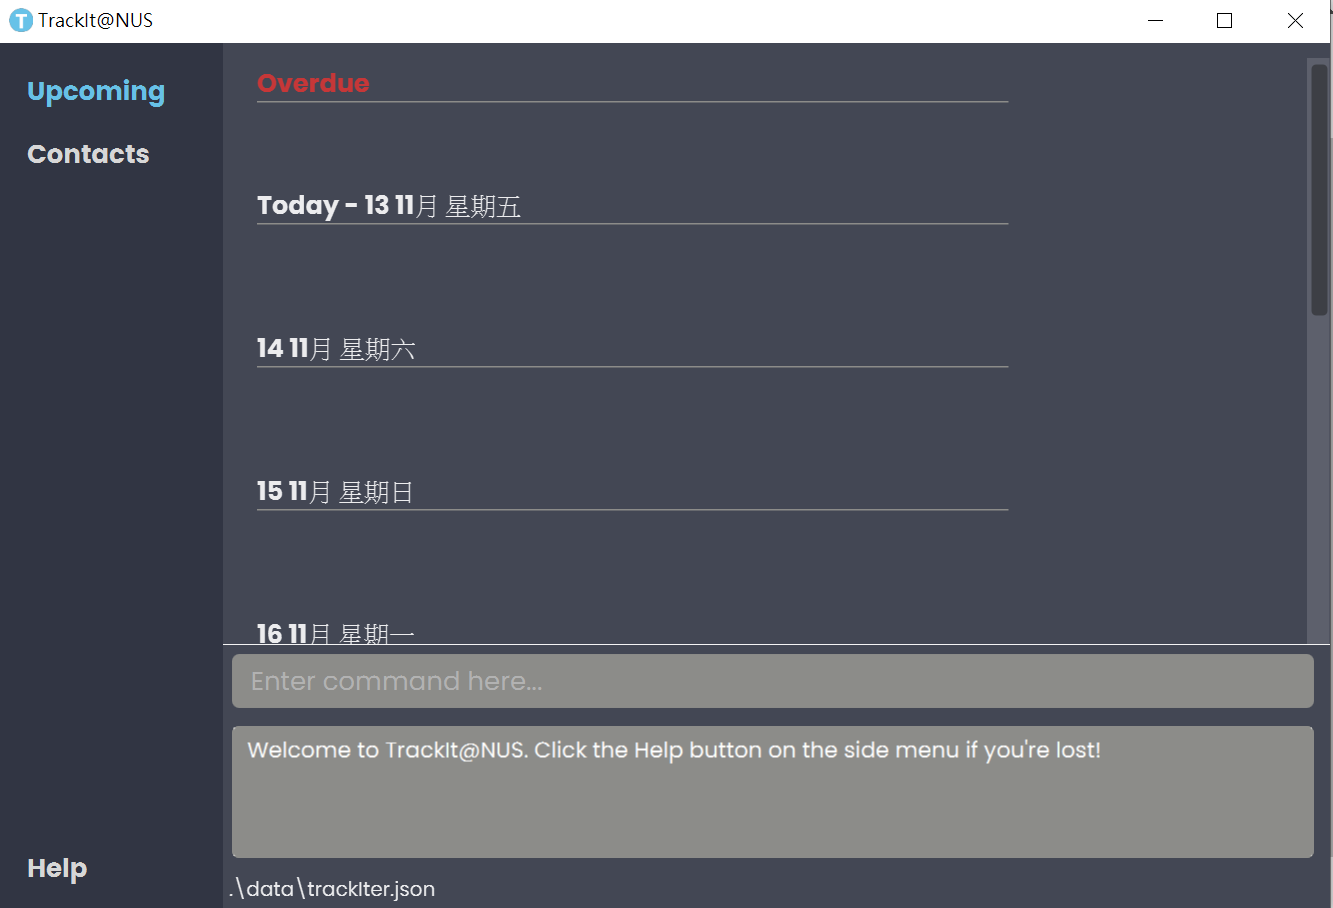 T TrackIt@NUS
Upcoming
Contacts
Overdue
Today - 13 11月 星期五
14 11月 星期六
15 11月 星期日
16 11月 星期一
Enter command here...
Welcome to TrackIt@NUS. Click the Help button on the side menu if you're lost!
Help
.\data\trackIter.json